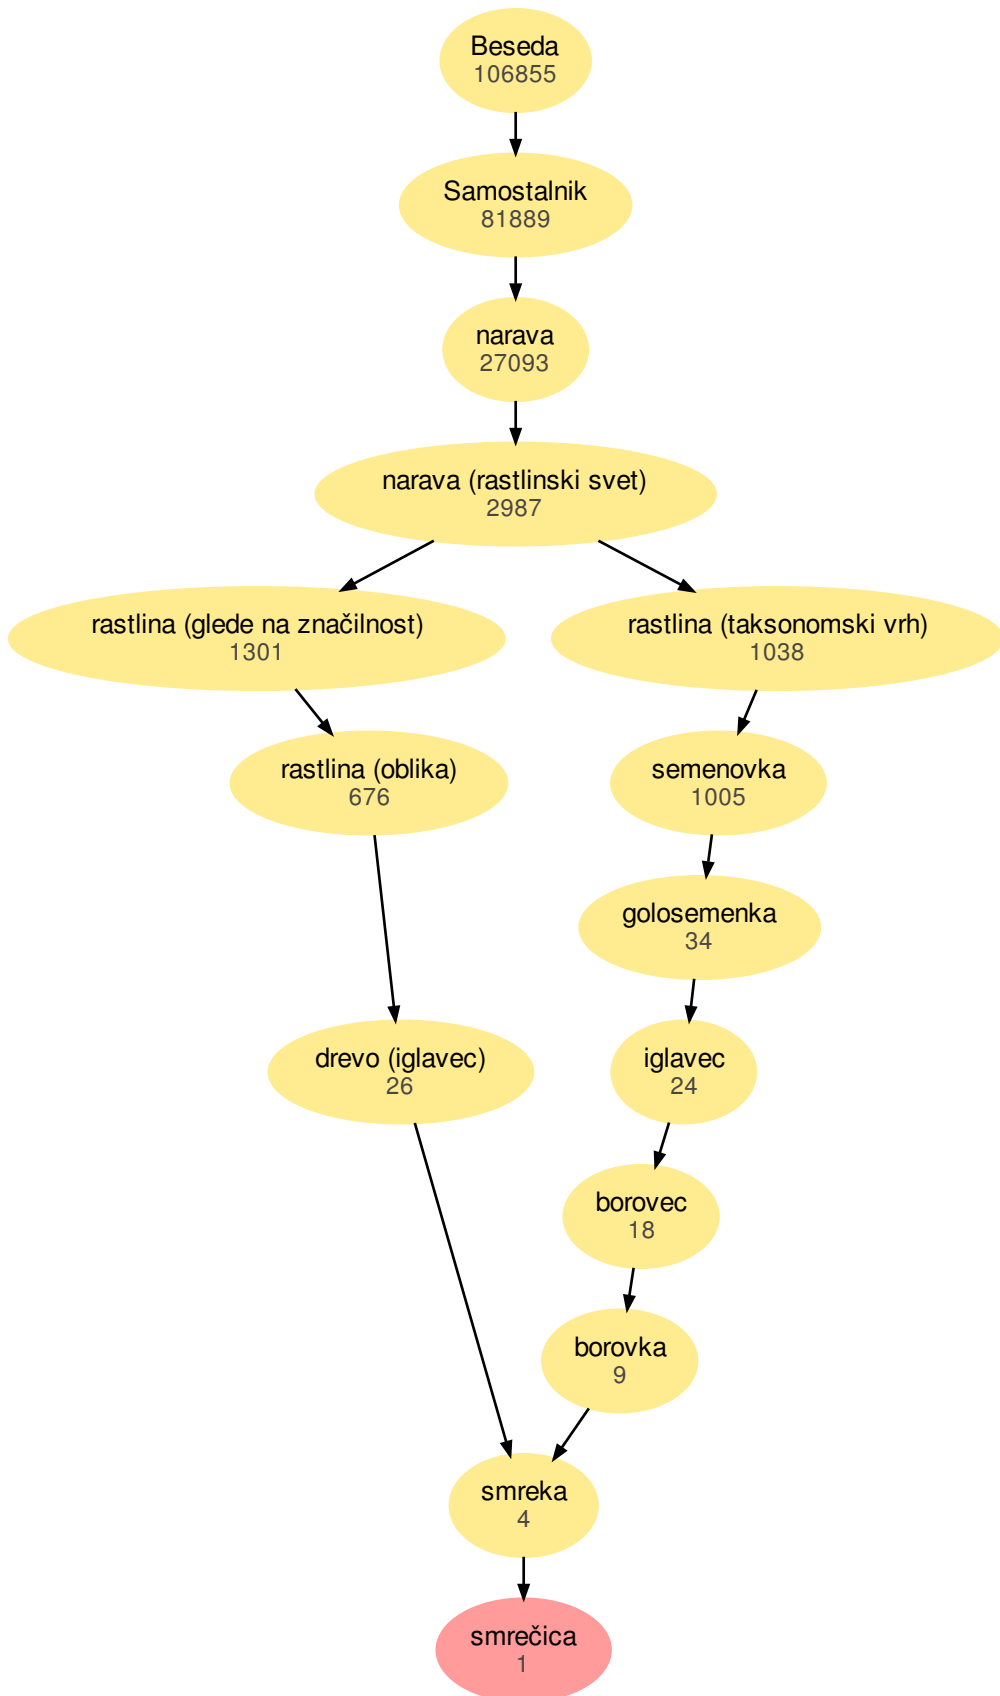 Beseda
106855
Samostalnik
81889
narava
27093
narava (rastlinski svet)
2987
rastlina (glede na značilnost)
1301
rastlina (taksonomski vrh)
1038
rastlina (oblika)
676
semenovka
1005
golosemenka
34
drevo (iglavec)
26
iglavec
24
borovec
18
borovka
9
smreka
4
smrečica
1